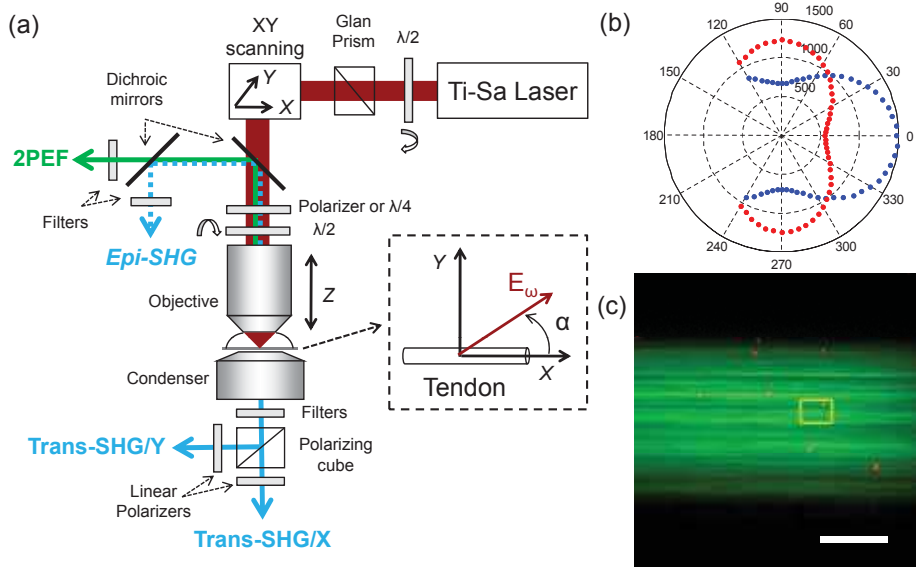 (a)
XY
scanning
Glan
Prism
λ/2
Y
X
Ti-Sa Laser
Dichroic
mirrors
2PEF
Filters
Epi-SHG
Polarizer or λ/4
λ/2
Objective
Z
Condenser
Filters
Polarizing
cube
Trans-SHG/Y
Linear
Polarizers
Trans-SHG/X
Y
Eω
α
X
Tendon
(b)
90
1500
120
60
1000
150
30
500
180
0
210
330
240
300
270
(c)